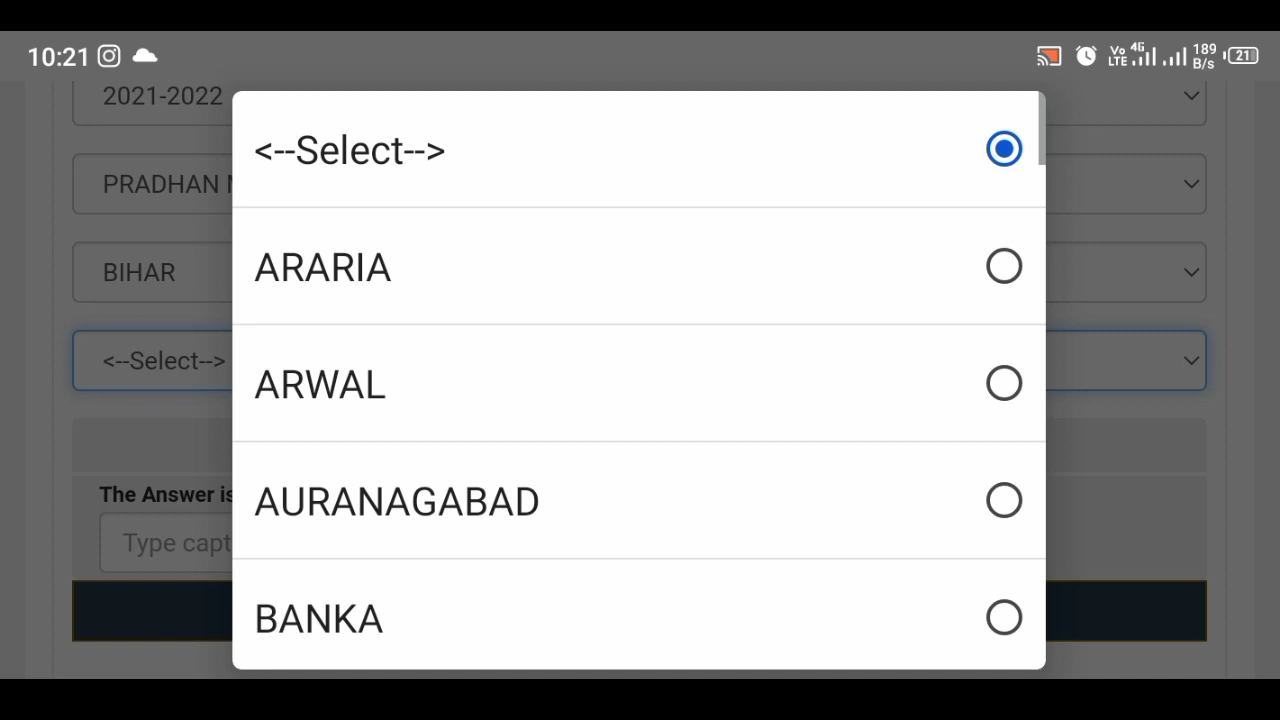 10:21
Vo LTE 4G 189 B/s 21
2021-2022
PRADHAN
BIHAR
<--Select-->
The Answer is
Type capt
<--Select-->
ARARIA
ARWAL
AURANAGABAD
BANKA